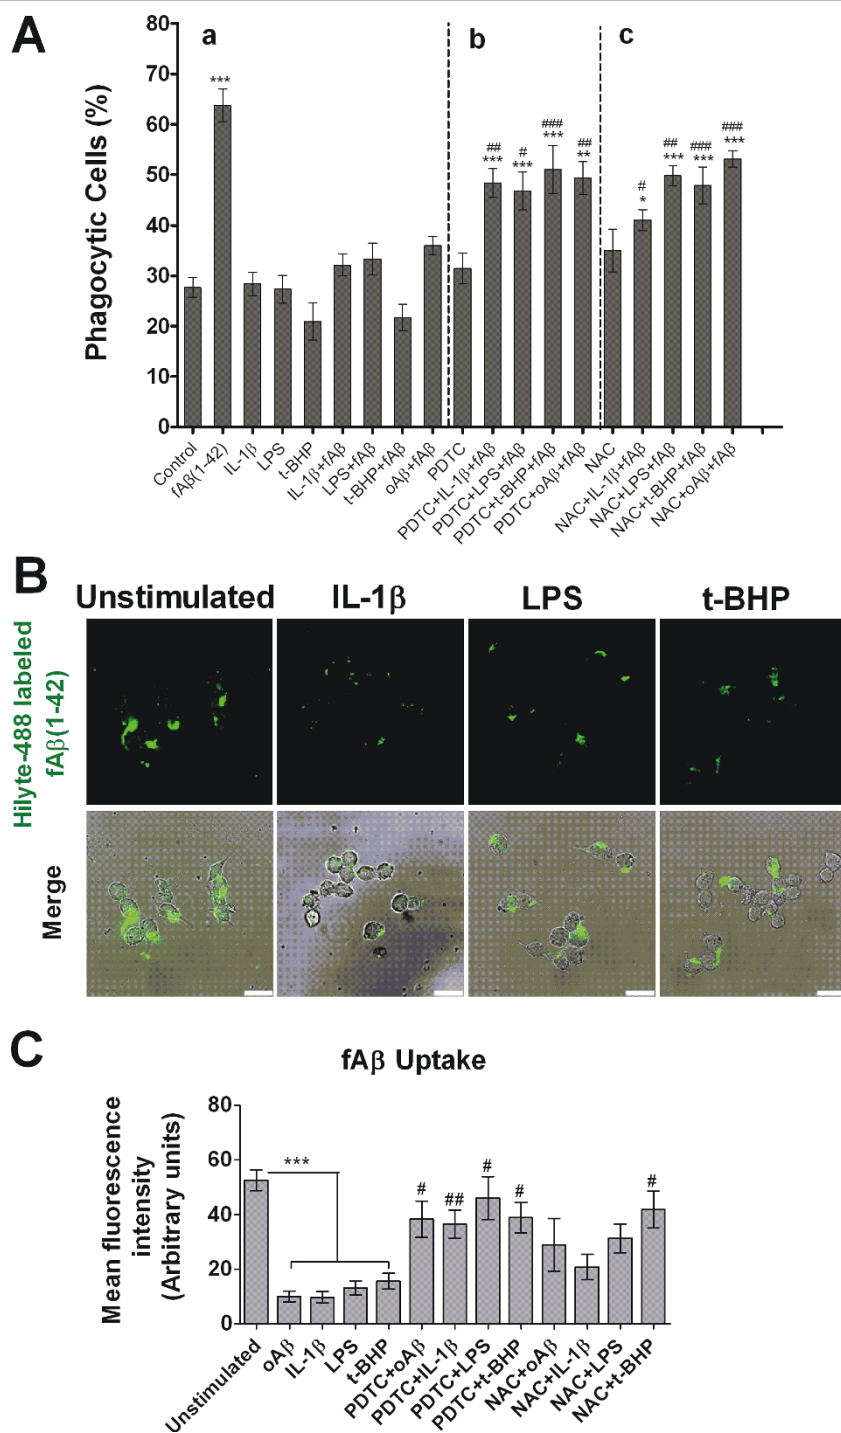 A
a
b
c
Phagocytic Cells (%)
80
70
60
50
40
30
20
10
0
***
##
***
#
***
###
***
##
**
#
*
##
***
###
***
###
***
Control
fAβ(1-42)
IL-1β
LPS
t-BHP
IL-1β+fAβ
LPS+fAβ
t-BHP+fAβ
oAβ+fAβ
PDTC
PDTC+IL-1β+fAβ
PDTC+LPS+fAβ
PDTC+t-BHP+fAβ
PDTC+oAβ+fAβ
NAC
NAC+IL-1β+fAβ
NAC+LPS+fAβ
NAC+t-BHP+fAβ
NAC+oAβ+fAβ
B
Unstimulated
IL-1β
LPS
t-BHP
Hilyte-488 labeled
fAβ(1-42)
Merge
C
fAβ Uptake
Mean fluorescence
intensity
(Arbitrary units)
80
60
40
20
0
***
#
##
#
#
#
Unstimulated
oAβ
IL-1β
LPS
t-BHP
PDTC+oAβ
PDTC+IL-1β
PDTC+LPS
PDTC+t-BHP
NAC+oAβ
NAC+IL-1β
NAC+LPS
NAC+t-BHP